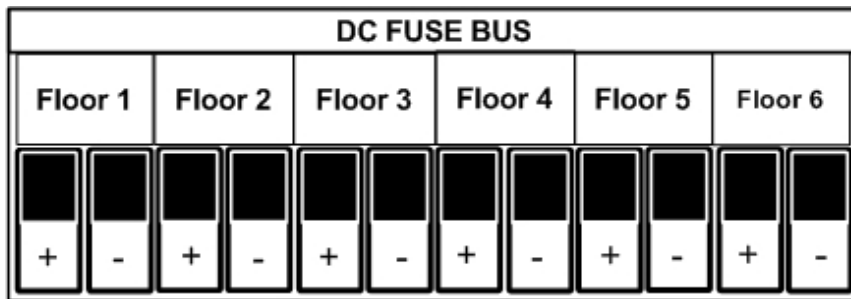 DC FUSE BUS
Floor 1 Floor 2 Floor 3 Floor 4 Floor 5 Floor 6
+ - + - + - + - + - + -